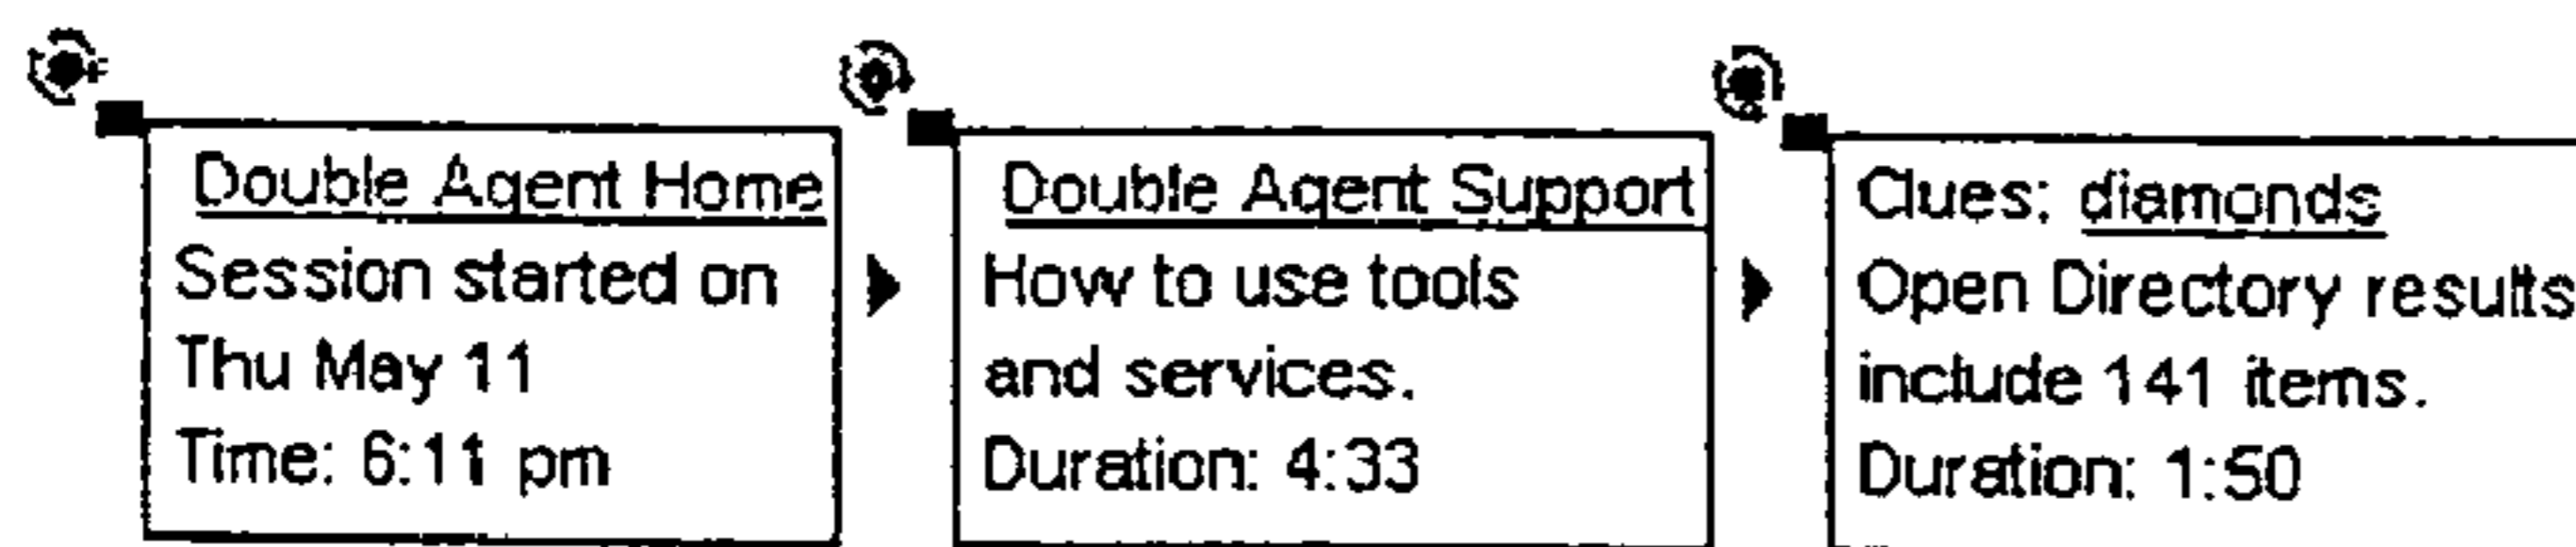 Double Agent Home
Session started on
Thu May 11
Time: 6:11 pm
Double Agent Support
How to use tools
and services.
Duration: 4:33
Clues: diamonds
Open Directory results
include 141 items.
Duration: 1:50